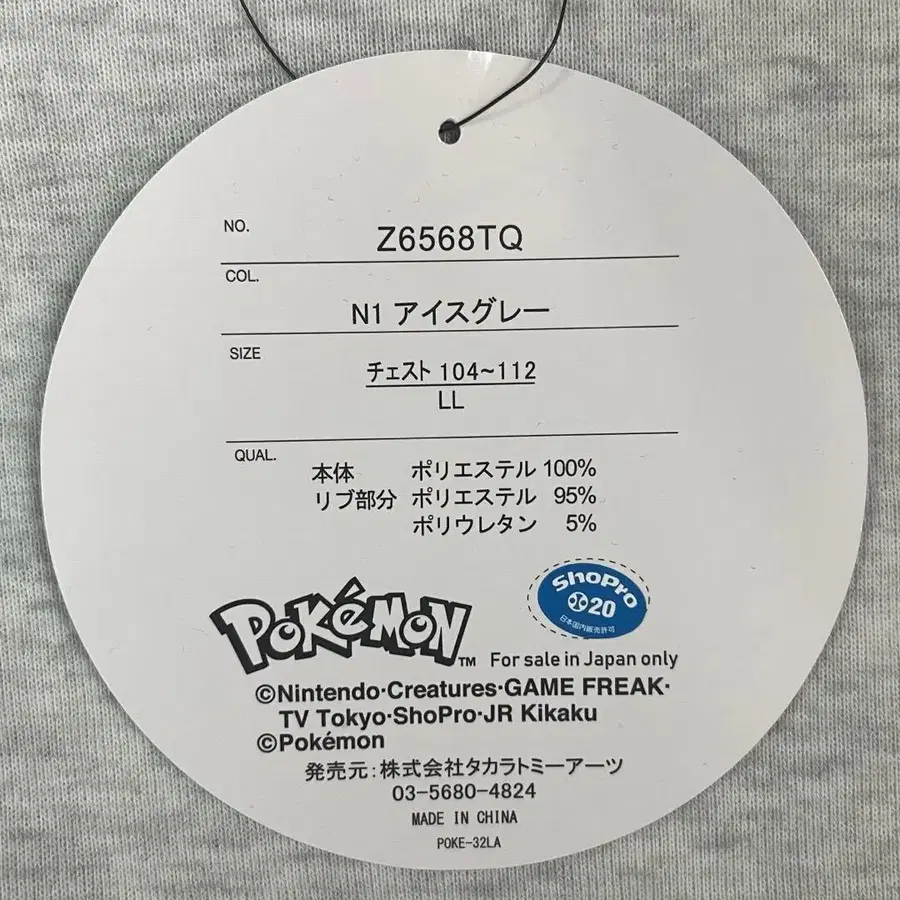 NO.
Z6568TQ
COL.
N1 アイスグレー
SIZE
チェスト 104~112
LL
QUAL.
本体 ポリエステル 100%
リブ部分 ポリエステル 95%
ポリウレタン 5%
ShoPro
20
日本国内販売許可
POKéMON™ For sale in Japan only
©Nintendo·Creatures·GAME FREAK·
TV Tokyo·ShoPro·JR Kikaku
©Pokémon
発売元:株式会社タカラトミーアーツ
03-5680-4824
MADE IN CHINA
POKE-32LA